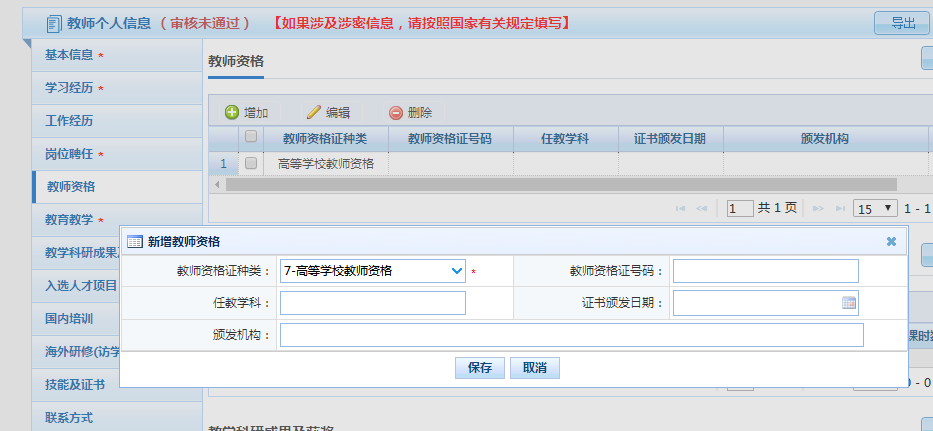 教师个人信息（审核未通过） 【如果涉及涉密信息，请按照国家有关规定填写】 导出
基本信息 *
学习经历 *
工作经历
岗位聘任 *
教师资格
教育教学 *
教学科研成果
入选人才项目
国内培训
海外研修(访学
技能及证书
联系方式
教师资格
增加 编辑 删除
教师资格证种类 教师资格证号码 任教学科 证书颁发日期 颁发机构
1 高等学校教师资格
1 共 1 页 15 1 - 1
新增教师资格
教师资格证种类： 7-高等学校教师资格 * 教师资格证号码：
任教学科： 证书颁发日期：
颁发机构：
保存 取消
课时
0 - 0
教学科研成果及获奖